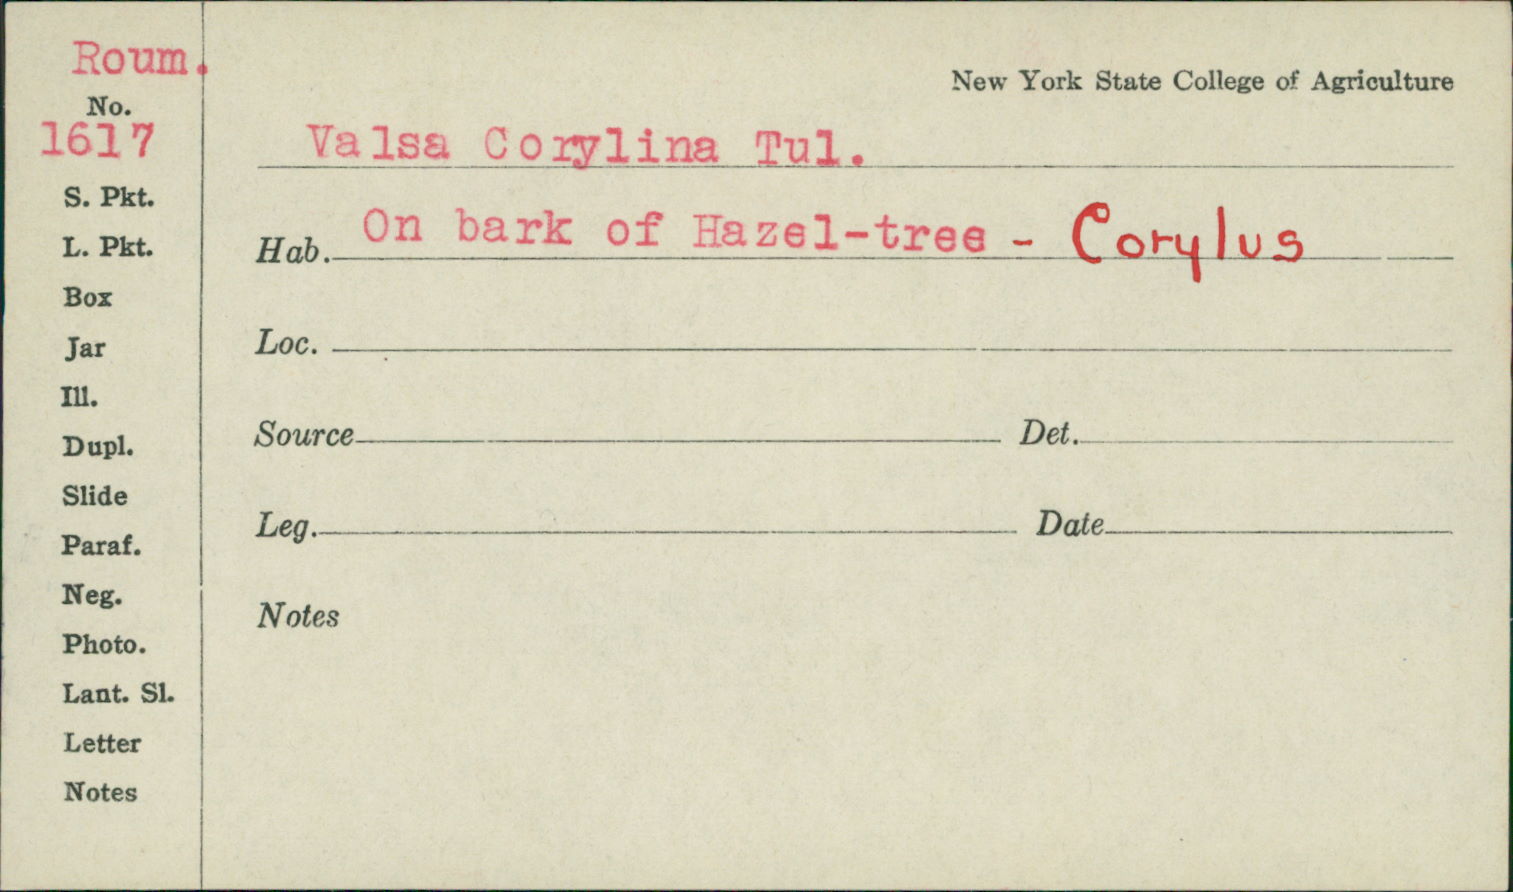 Roum.
New York State College of Agriculture
No.
1617
Valsa Corylina Tul.
S. Pkt.
Hab. On bark of Hazel-tree - Corylus
L. Pkt.
Box
Loc.
Jar
Ill.
Source Det.
Dupl.
Slide
Leg. Date
Paraf.
Neg.
Notes
Photo.
Lant. Sl.
Letter
Notes